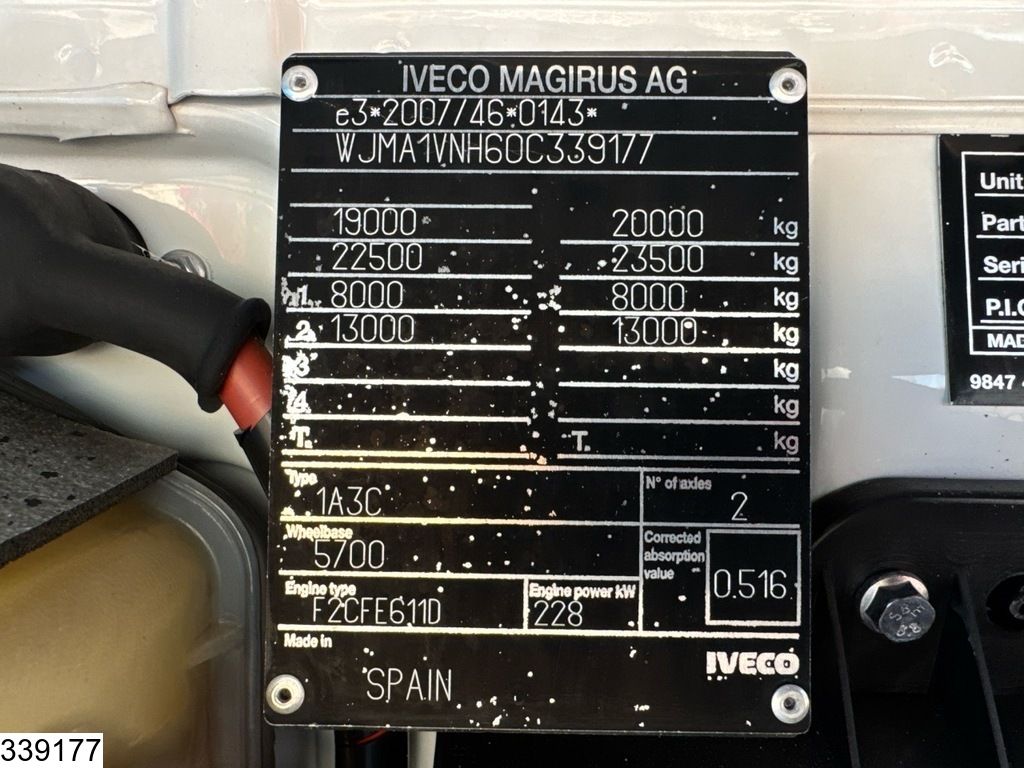 IVECO MAGIRUS AG
e3*2007/46*0143*
WJMA1VNH60C339177
19000 20000 kg
22500 23500 kg
1. 8000 8000 kg
2. 13000 13000 kg
3 kg
4. kg
T. T. kg
Type
1A3C
N° of axles
2
Wheelbase
5700
Corrected
absorption
value
0.516
Engine type
F2CFE611D
Engine power kW
228
Made in
SPAIN
IVECO
Unit
Part
Seri
P.I.C
MAD
9847
339177